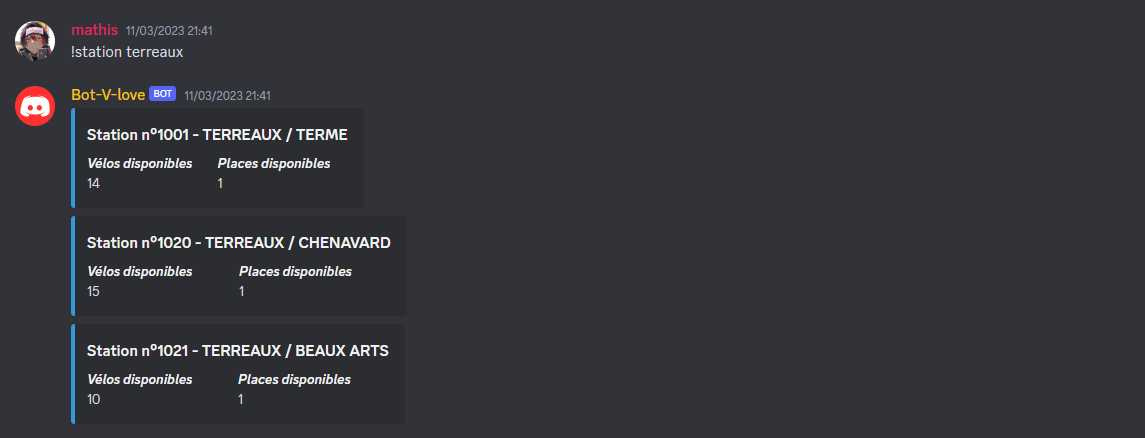 mathis 11/03/2023 21:41
!station terreaux
Bot-V-love BOT 11/03/2023 21:41
Station n°1001 - TERREAUX / TERME
Vélos disponibles Places disponibles
14 1
Station n°1020 - TERREAUX / CHENAVARD
Vélos disponibles Places disponibles
15 1
Station n°1021 - TERREAUX / BEAUX ARTS
Vélos disponibles Places disponibles
10 1